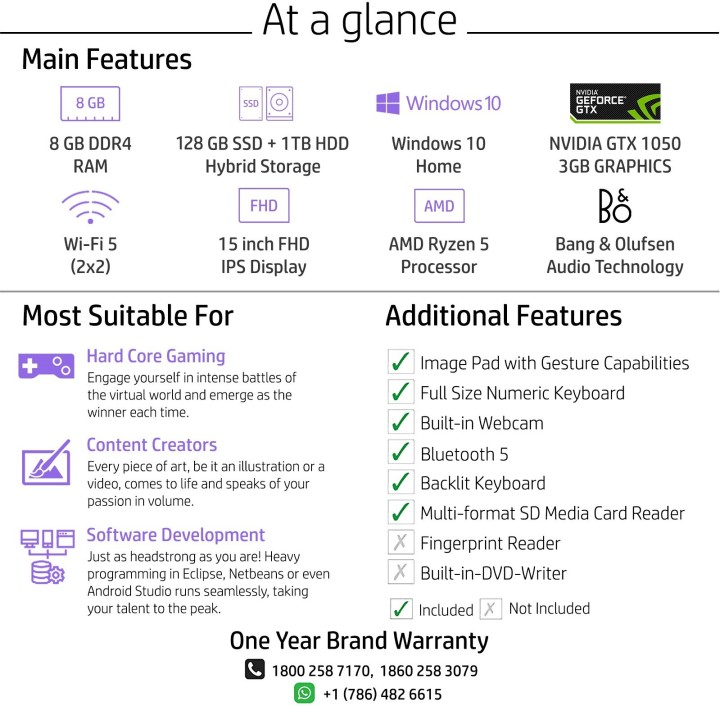 At a glance
Main Features
8 GB
SSD
Windows 10
NVIDIA
GEFORCE
GTX
8 GB DDR4
RAM
128 GB SSD + 1TB HDD
Hybrid Storage
Windows 10
Home
NVIDIA GTX 1050
3GB GRAPHICS
FHD
AMD
B&O
Wi-Fi 5
(2x2)
15 inch FHD
IPS Display
AMD Ryzen 5
Processor
Bang & Olufsen
Audio Technology
Most Suitable For
Hard Core Gaming
Engage yourself in intense battles of
the virtual world and emerge as the
winner each time.
Content Creators
Every piece of art, be it an illustration or a
video, comes to life and speaks of your
passion in volume.
Software Development
Just as headstrong as you are! Heavy
programming in Eclipse, Netbeans or even
Android Studio runs seamlessly, taking
your talent to the peak.
Additional Features
✓ Image Pad with Gesture Capabilities
✓ Full Size Numeric Keyboard
✓ Built-in Webcam
✓ Bluetooth 5
✓ Backlit Keyboard
✓ Multi-format SD Media Card Reader
✗ Fingerprint Reader
✗ Built-in-DVD-Writer
✓ Included ✗ Not Included
One Year Brand Warranty
1800 258 7170, 1860 258 3079
+1 (786) 482 6615